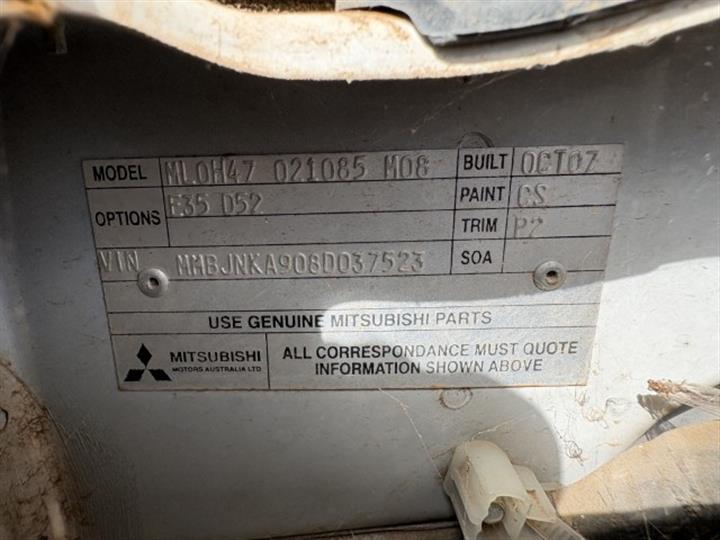 MODEL ML0H47 021085 M08 BUILT OCT07
OPTIONS E35 D52 PAINT CS
TRIM P2
VIN MMBJNKA908D037523 SOA
USE GENUINE MITSUBISHI PARTS
MITSUBISHI
MOTORS AUSTRALIA LTD
ALL CORRESPONDANCE MUST QUOTE
INFORMATION SHOWN ABOVE